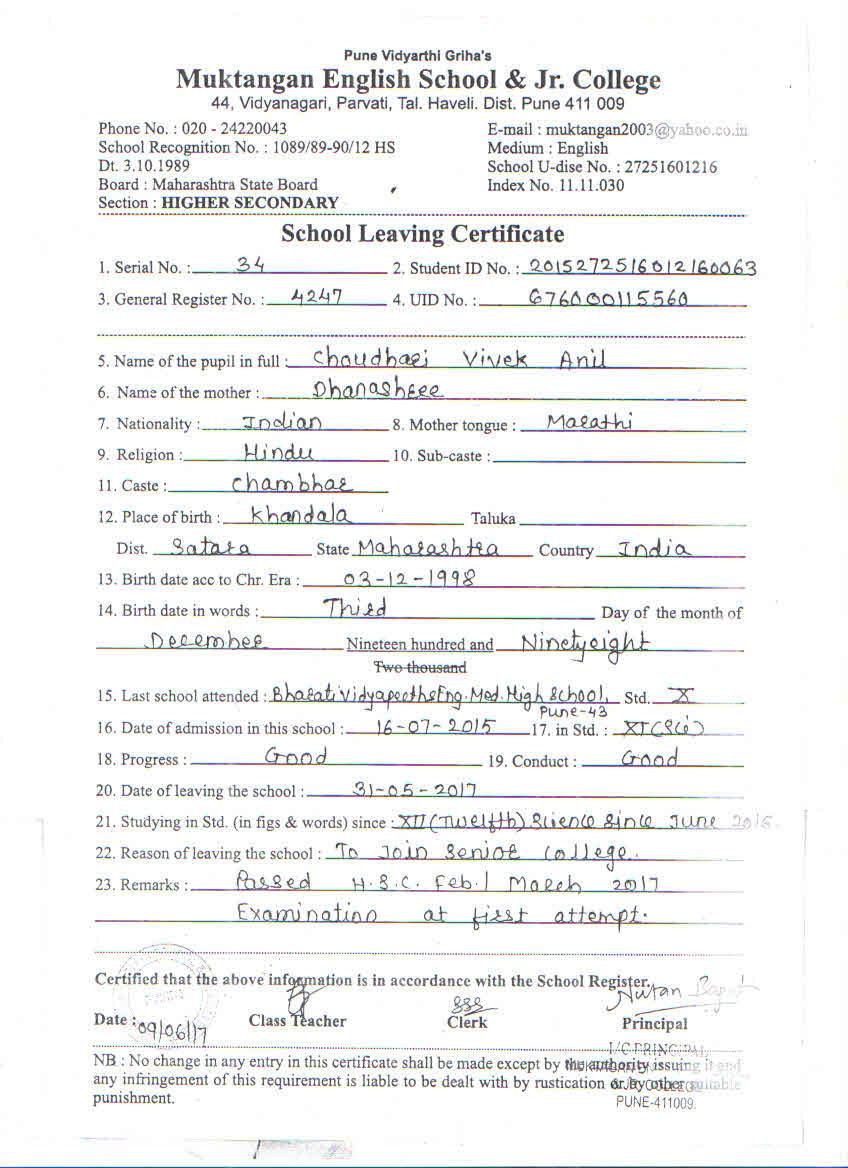 Pune Vidyarthi Griha's
Muktangan English School & Jr. College
44, Vidyanagari, Parvati, Tal. Haveli. Dist. Pune 411 009
Phone No. : 020 - 24220043 E-mail : muktangan2003@yahoo.co.in
School Recognition No. : 1089/89-90/12 HS Medium : English
Dt. 3.10.1989 School U-dise No. : 27251601216
Board : Maharashtra State Board Index No. 11.11.030
Section : HIGHER SECONDARY
School Leaving Certificate
1. Serial No. : 34 2. Student ID No. : 2015272516012160063
3. General Register No. : 4247 4. UID No. : 676000115560
5. Name of the pupil in full : Choudhari Vivek Anil
6. Name of the mother : Dhanashree
7. Nationality : Indian 8. Mother tongue : Marathi
9. Religion : Hindu 10. Sub-caste :
11. Caste : Chambhar
12. Place of birth : Khandala Taluka
Dist. Satara State Maharashtra Country India
13. Birth date acc to Chr. Era : 03-12-1998
14. Birth date in words : Third Day of the month of
December Nineteen hundred and Ninetyeight
Two thousand
15. Last school attended : Bharati Vidyapeeths Eng. Med. High School, Std. X
Pune-43
16. Date of admission in this school : 16-07-2015 17. in Std. : XI (Sci)
18. Progress : Good 19. Conduct : Good
20. Date of leaving the school : 31-05-2017
21. Studying in Std. (in figs & words) since : XII (Twelfth) Science Since June 2016.
22. Reason of leaving the school : To Join Senior College.
23. Remarks : Passed H.S.C. Feb./ March 2017
Examination at first attempt.
Certified that the above information is in accordance with the School Register.
Nutan Bapat
Date : 09/06/17 Class Teacher Clerk Principal
I/C PRINCIPAL
NB : No change in any entry in this certificate shall be made except by the authority issuing it and
any infringement of this requirement is liable to be dealt with by rustication or by other suitable
punishment. PUNE-411009.